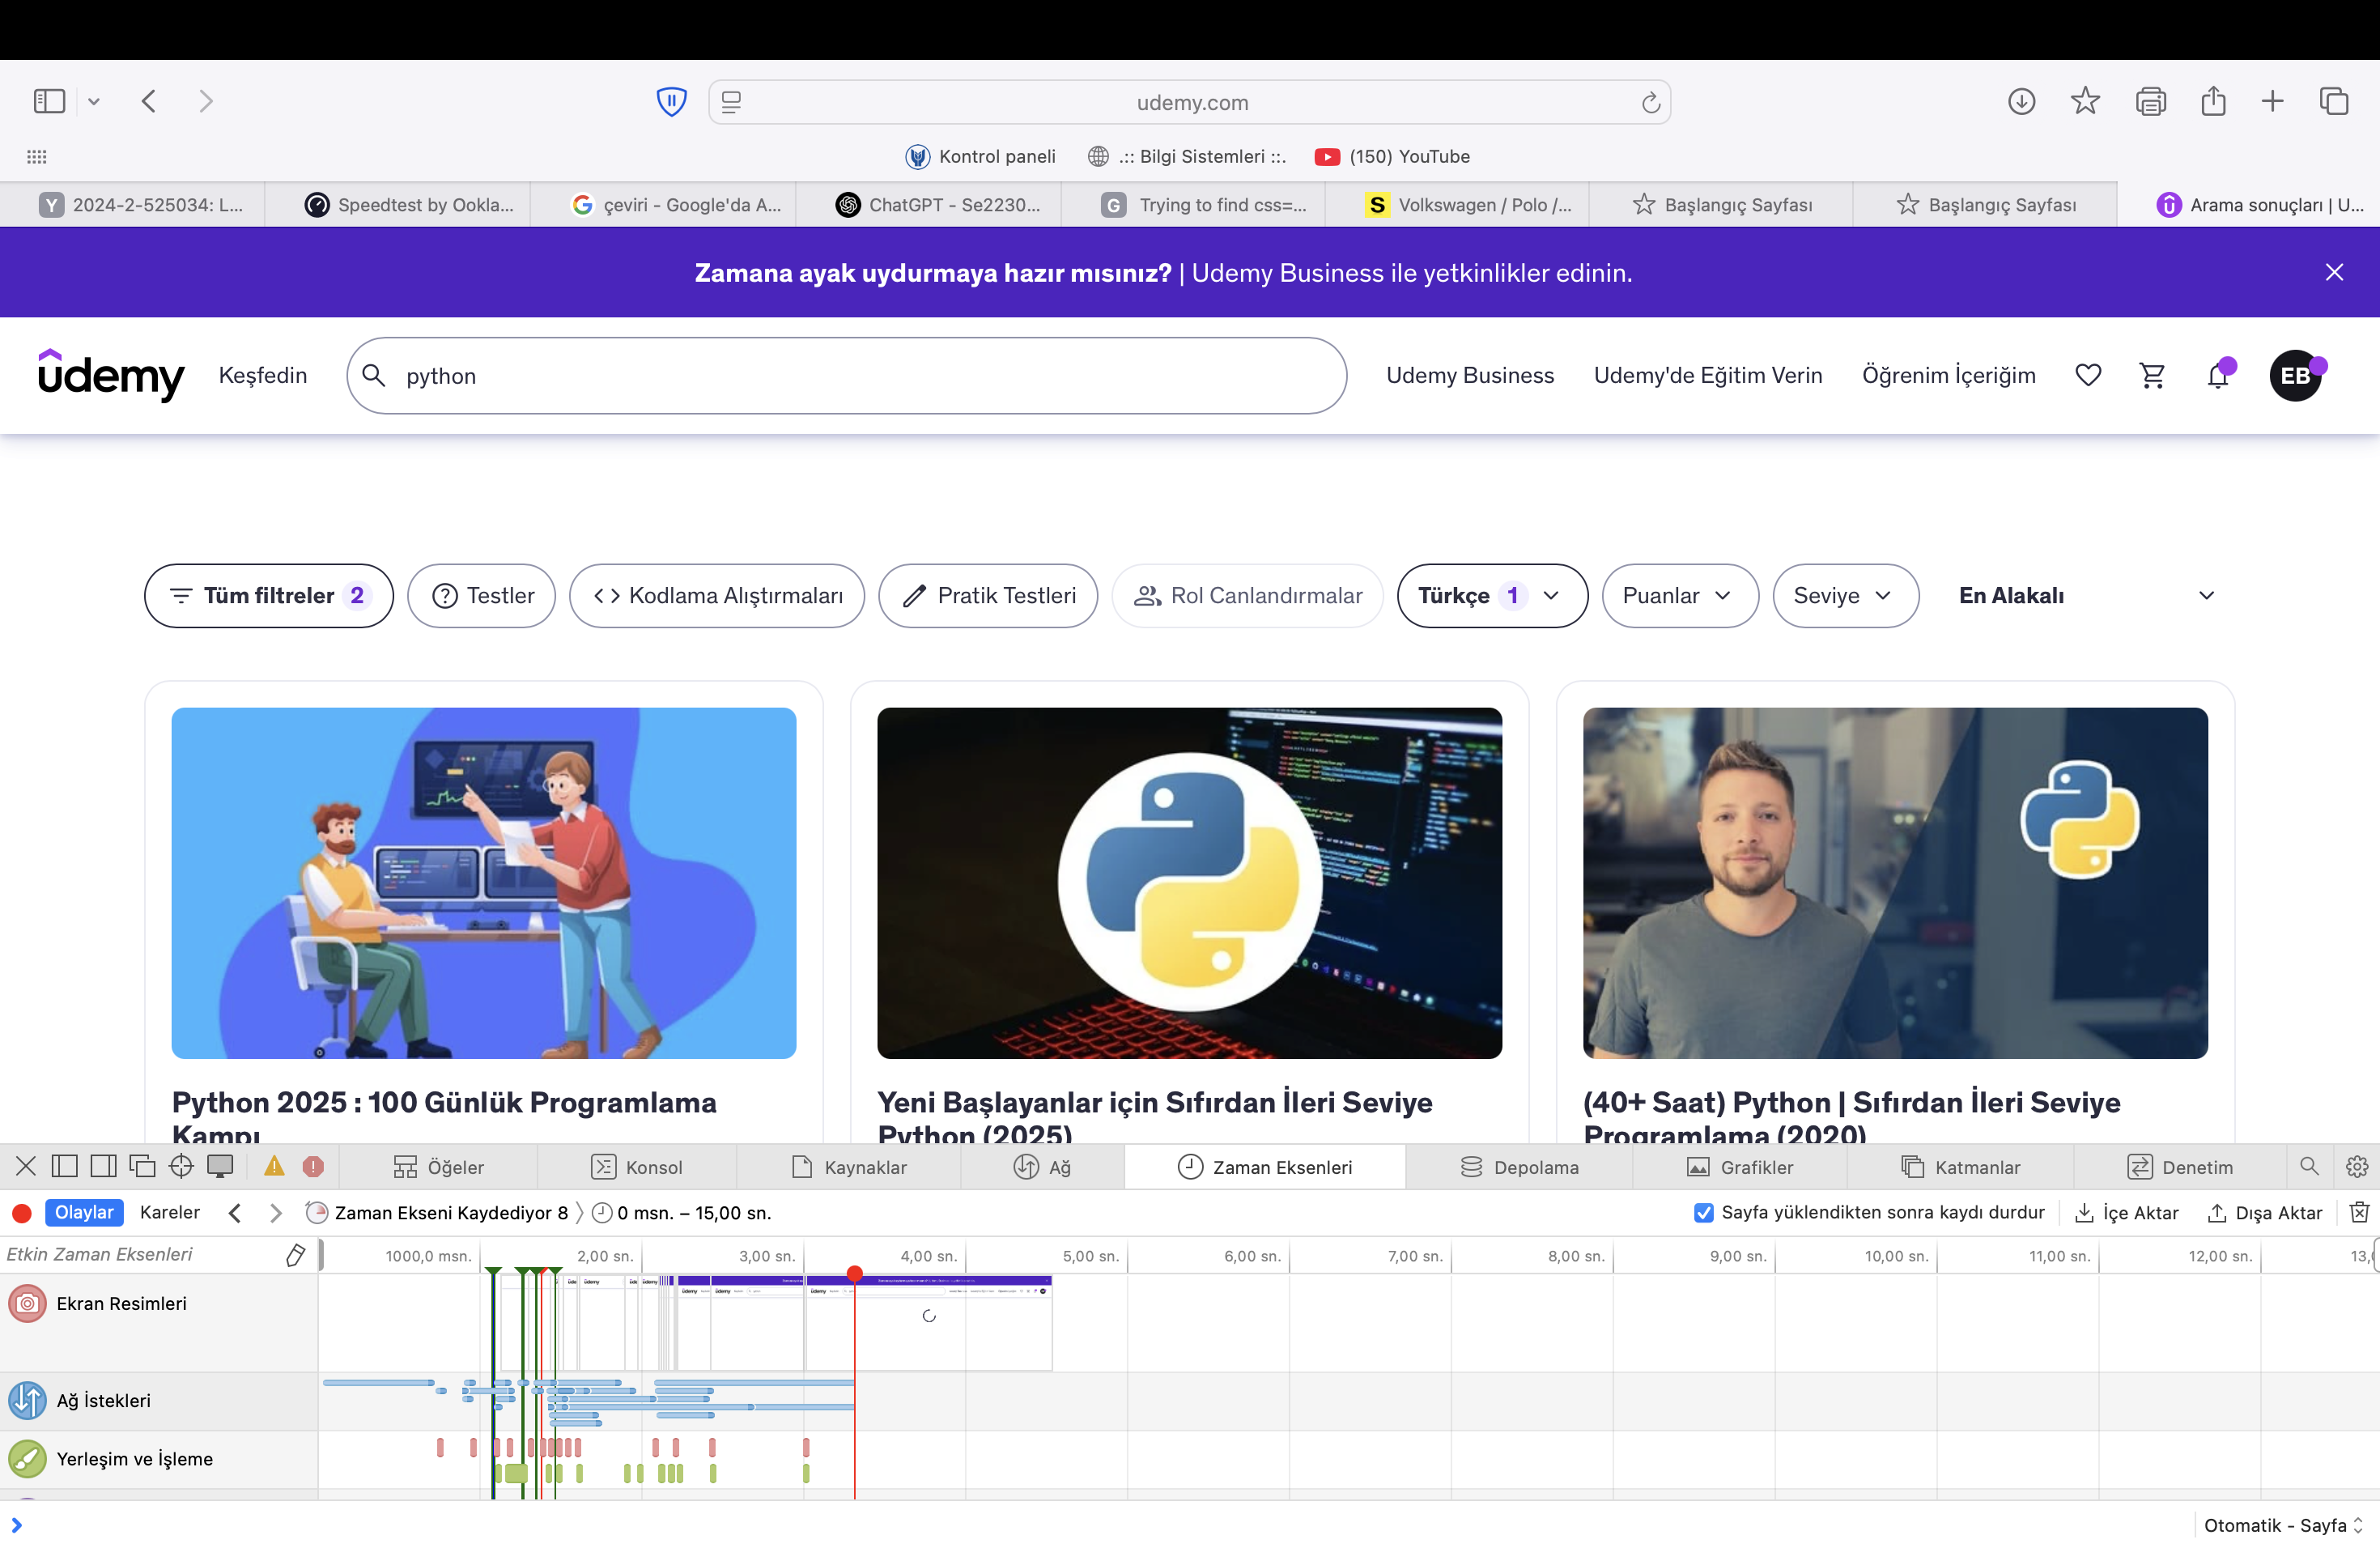 udemy.com
Kontrol paneli
.:: Bilgi Sistemleri ::.
(150) YouTube
Y 2024-2-525034: L...
Speedtest by Ookla...
çeviri - Google'da A...
ChatGPT - Se2230...
G Trying to find css=...
S Volkswagen / Polo /...
Başlangıç Sayfası
Başlangıç Sayfası
Arama sonuçları | U...
Zamana ayak uydurmaya hazır mısınız? | Udemy Business ile yetkinlikler edinin.
ûdemy
Keşfedin
python
Udemy Business
Udemy'de Eğitim Verin
Öğrenim İçeriğim
EB
Tüm filtreler 2
Testler
Kodlama Alıştırmaları
Pratik Testleri
Rol Canlandırmalar
Türkçe 1
Puanlar
Seviye
En Alakalı
Python 2025 : 100 Günlük Programlama
Kampı
Yeni Başlayanlar için Sıfırdan İleri Seviye
Python (2025)
(40+ Saat) Python | Sıfırdan İleri Seviye
Programlama (2020)
Öğeler
Konsol
Kaynaklar
Ağ
Zaman Eksenleri
Depolama
Grafikler
Katmanlar
Denetim
Olaylar
Kareler
Zaman Ekseni Kaydediyor 8
0 msn. – 15,00 sn.
Sayfa yüklendikten sonra kaydı durdur
İçe Aktar
Dışa Aktar
Etkin Zaman Eksenleri
1000,0 msn.
2,00 sn.
3,00 sn.
4,00 sn.
5,00 sn.
6,00 sn.
7,00 sn.
8,00 sn.
9,00 sn.
10,00 sn.
11,00 sn.
12,00 sn.
13,
Ekran Resimleri
Ağ İstekleri
Yerleşim ve İşleme
Otomatik - Sayfa